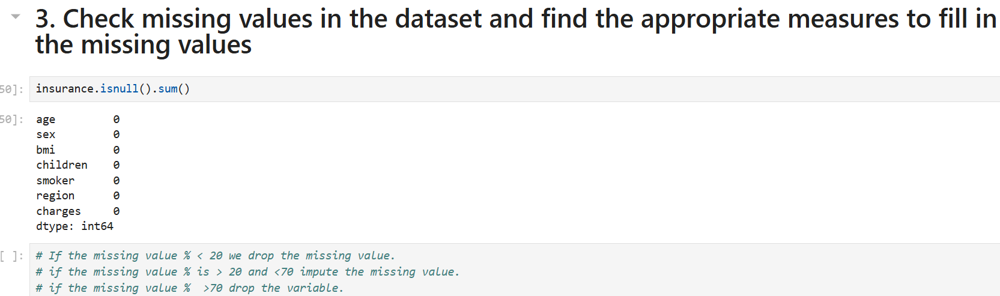 3. Check missing values in the dataset and find the appropriate measures to fill in
the missing values
50]: insurance.isnull().sum()
50]: age 0
sex 0
bmi 0
children 0
smoker 0
region 0
charges 0
dtype: int64
[ ]: # If the missing value % < 20 we drop the missing value.
# if the missing value % is > 20 and <70 impute the missing value.
# if the missing value %  >70 drop the variable.